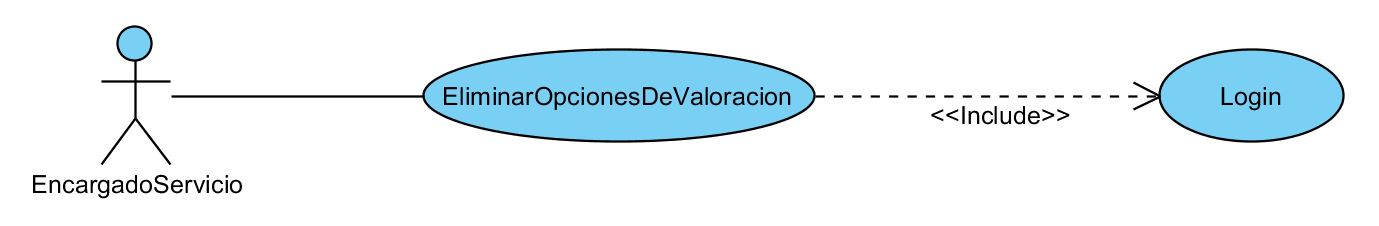 EliminarOpcionesDeValoracion
Login
<<Include>>
EncargadoServicio